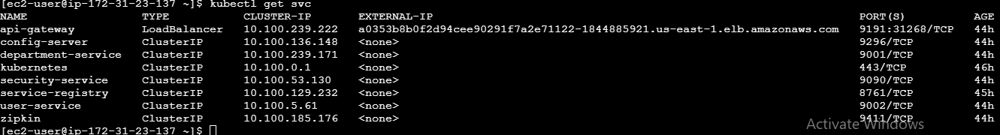 [ec2-user@ip-172-31-23-137 ~]$ kubectl get svc
NAME TYPE CLUSTER-IP EXTERNAL-IP PORT(S) AGE
api-gateway LoadBalancer 10.100.239.222 a0353b8b0f2d94cee90291f7a2e71122-1844885921.us-east-1.elb.amazonaws.com 9191:31268/TCP 44h
config-server ClusterIP 10.100.136.148 <none> 9296/TCP 44h
department-service ClusterIP 10.100.239.171 <none> 9001/TCP 44h
kubernetes ClusterIP 10.100.0.1 <none> 443/TCP 46h
security-service ClusterIP 10.100.53.130 <none> 9090/TCP 44h
service-registry ClusterIP 10.100.129.232 <none> 8761/TCP 45h
user-service ClusterIP 10.100.5.61 <none> 9002/TCP 44h
zipkin ClusterIP 10.100.185.176 <none> 9411/TCP 44h
[ec2-user@ip-172-31-23-137 ~]$
Activate Windows